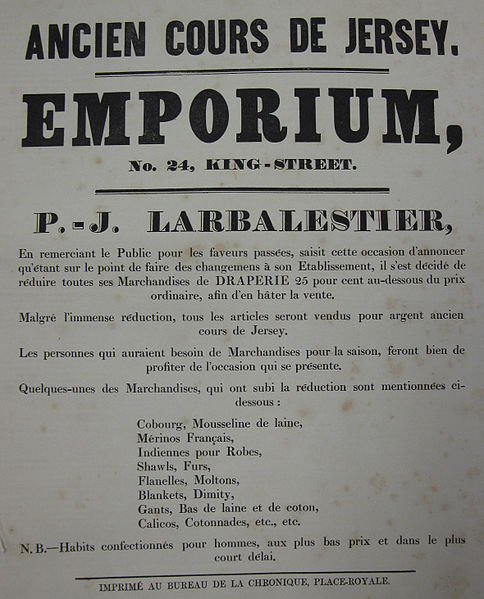 ANCIEN COURS DE JERSEY.
EMPORIUM,
No. 24, KING-STREET.
P.-J. LARBALESTIER,
En remerciant le Public pour les faveurs passées, saisit cette occasion d'annoncer
qu'étant sur le point de faire des changemens à son Etablissement, il s'est décidé de
réduire toutes ses Marchandises de DRAPERIE 25 pour cent au-dessous du prix
ordinaire, afin d'en hâter la vente.
Malgré l'immense réduction, tous les articles seront vendus pour argent ancien
cours de Jersey.
Les personnes qui auraient besoin de Marchandises pour la saison, feront bien de
profiter de l'occasion qui se présente.
Quelques-unes des Marchandises, qui ont subi la réduction sont mentionnées ci-
dessous :
Cobourg, Mousseline de laine,
Mérinos Français,
Indiennes pour Robes,
Shawls, Furs,
Flanelles, Moltons,
Blankets, Dimity,
Gants, Bas de laine et de coton,
Calicos, Cotonnades, etc., etc.
N. B.—Habits confectionnés pour hommes, aux plus bas prix et dans le plus
court délai.
IMPRIMÉ AU BUREAU DE LA CHRONIQUE, PLACE-ROYALE.